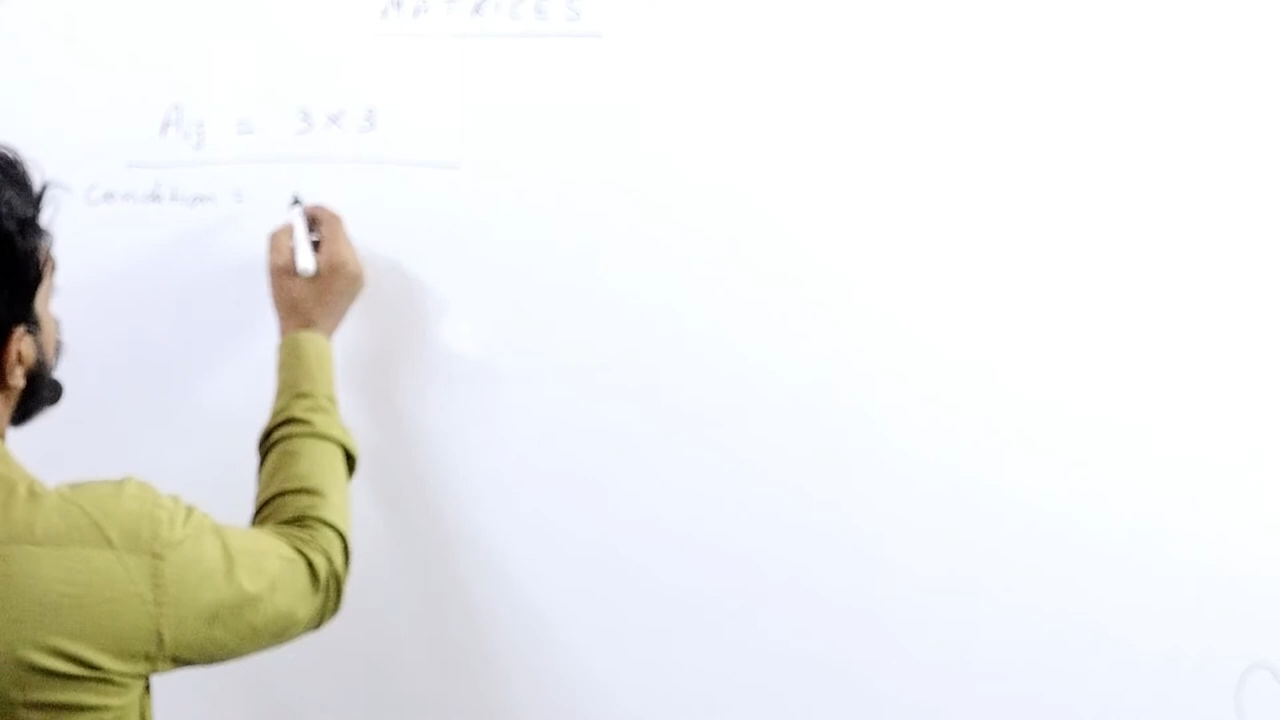 MATRICES
Aij = 3 × 3
Condition =